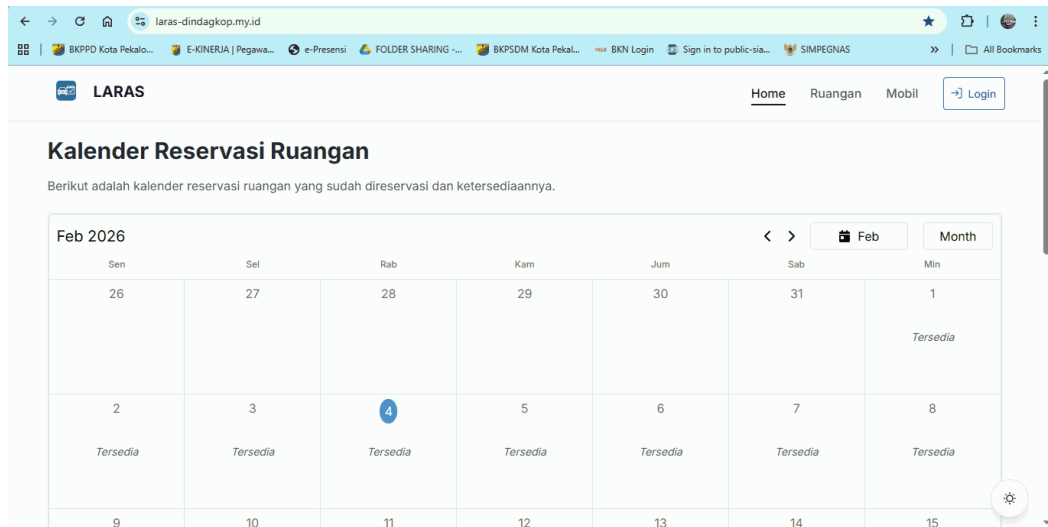 laras-dindagkop.my.id
BKPPD Kota Pekalo... E-KINERJA | Pegawa... e-Presensi FOLDER SHARING -... BKPSDM Kota Pekal... BKN Login Sign in to public-sia... SIMPEGNAS » All Bookmarks
LARAS Home Ruangan Mobil Login
Kalender Reservasi Ruangan
Berikut adalah kalender reservasi ruangan yang sudah direservasi dan ketersediaannya.
Feb 2026 Feb Month
Sen Sel Rab Kam Jum Sab Min
26 27 28 29 30 31 1
Tersedia
2 3 4 5 6 7 8
Tersedia Tersedia Tersedia Tersedia Tersedia Tersedia Tersedia
9 10 11 12 13 14 15